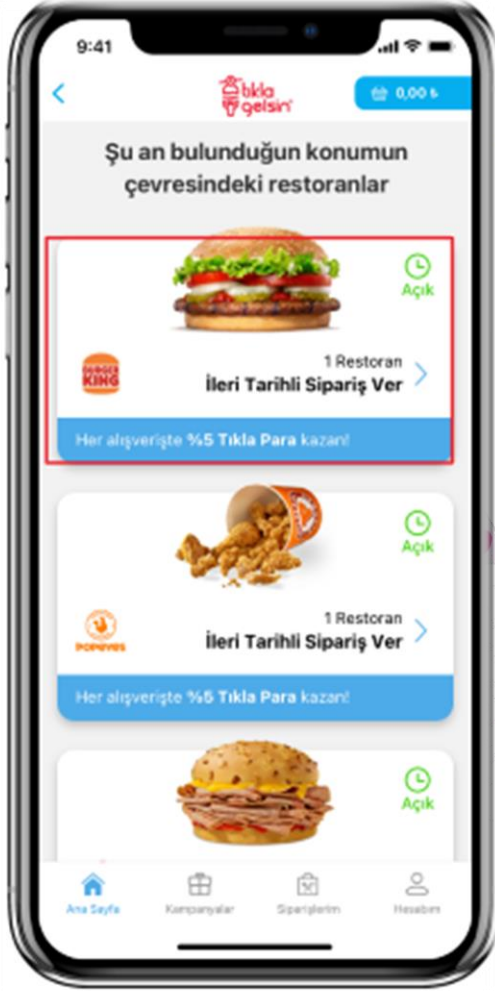 9:41
tıkla
gelsin'
0,00 ₺
Şu an bulunduğun konumun
çevresindeki restoranlar
Açık
BURGER
KING
1 Restoran
İleri Tarihli Sipariş Ver
Her alışverişte %5 Tıkla Para kazan!
Açık
POPEYES
1 Restoran
İleri Tarihli Sipariş Ver
Her alışverişte %5 Tıkla Para kazan!
Açık
Ana Sayfa
Kampanyalar
Siparişlerim
Hesabım